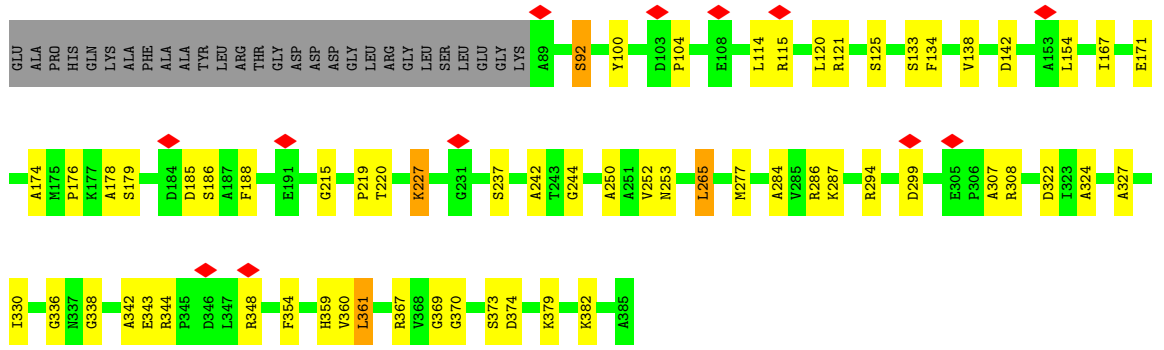 GLU ALA PRO HIS GLN LYS ALA PHE ALA ALA TYR LEU ARG THR GLY ASP ASP ASP GLY LEU ARG GLY LEU SER LEU GLU GLY LYS A89 S92 Y100 D103 P104 E108 L114 R115 L120 R121 S125 S133 F134 V138 D142 A153 L154 I167 E171
A174 M175 P176 K177 A178 S179 D184 D185 S186 A187 F188 E191 G215 P219 T220 K227 G231 S237 A242 T243 G244 A250 A251 V252 N253 L265 M277 A284 V285 R286 K287 R294 D299 E305 P306 A307 R308 D322 I323 A324 A327
I330 G336 N337 G338 A342 E343 R344 P345 D346 L347 R348 F354 H359 V360 L361 R367 V368 G369 G370 S373 D374 K379 K382 A385